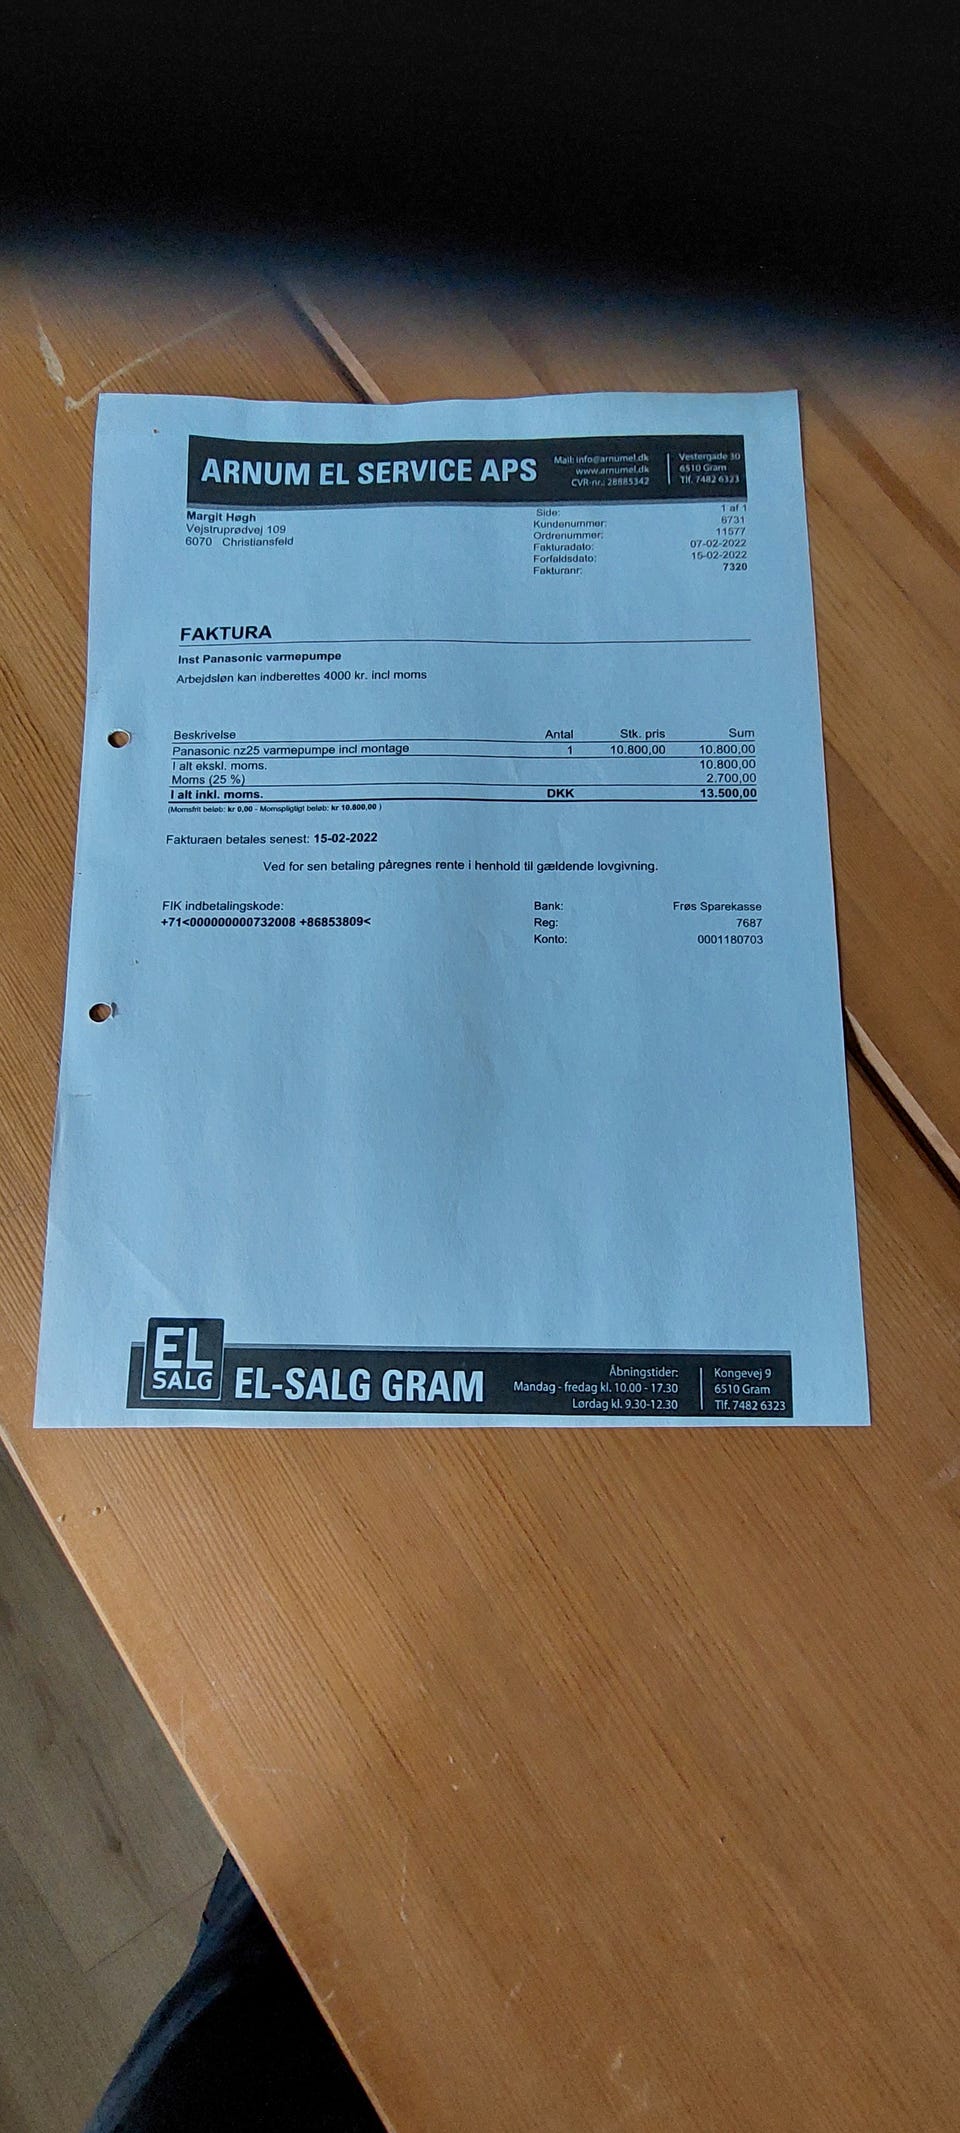 ARNUM EL SERVICE APS
Mail: info@arnumel.dk
www.arnumel.dk
CVR-nr.: 28885342
Vestergade 30
6510 Gram
Tlf. 7482 6323
Margit Høgh
Vejstruprødvej 109
6070 Christiansfeld
Side: 1 af 1
Kundenummer: 6731
Ordrenummer: 11577
Fakturadato: 07-02-2022
Forfaldsdato: 15-02-2022
Fakturanr: 7320
FAKTURA
Inst Panasonic varmepumpe
Arbejdsløn kan indberettes 4000 kr. incl moms
Beskrivelse Antal Stk. pris Sum
Panasonic nz25 varmepumpe incl montage 1 10.800,00 10.800,00
I alt ekskl. moms. 10.800,00
Moms (25 %) 2.700,00
I alt inkl. moms. DKK 13.500,00
(Momsfrit beløb: kr 0,00 - Momspligtigt beløb: kr 10.800,00 )
Fakturaen betales senest: 15-02-2022
Ved for sen betaling påregnes rente i henhold til gældende lovgivning.
FIK indbetalingskode:
+71<000000000732008 +86853809<
Bank: Frøs Sparekasse
Reg: 7687
Konto: 0001180703
EL
SALG
EL-SALG GRAM
Åbningstider:
Mandag - fredag kl. 10.00 - 17.30
Lørdag kl. 9.30-12.30
Kongevej 9
6510 Gram
Tlf. 7482 6323